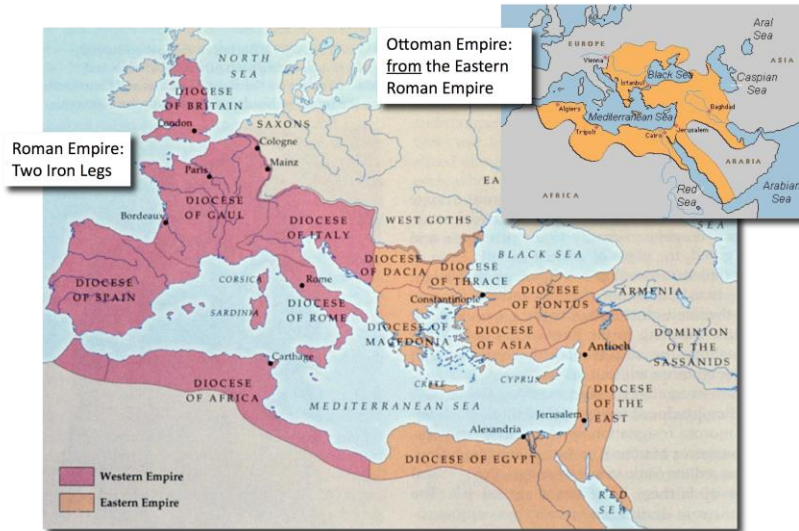 Ottoman Empire:
from the Eastern
Roman Empire
EUROPE
Vienna
Aral
Sea
ASIA
Istanbul
Black Sea
Caspian
Sea
Algiers
Mediterranean Sea
Tripoli
Baghdad
Cairo
Jerusalem
ARABIA
AFRICA
Red
Sea
Arabian
Sea
Roman Empire:
Two Iron Legs
NORTH
SEA
DIOCESE
OF BRITAIN
London
SAXONS
Cologne
Mainz
Paris
DIOCESE
OF GAUL
Bordeaux
DIOCESE
OF ITALY
WEST GOTHS
EA
SEA
DIOCESE
OF SPAIN
CORSICA
SARDINIA
Rome
DIOCESE
OF ROME
DIOCESE
OF DACIA
DIOCESE
OF THRACE
BLACK SEA
Constantinople
DIOCESE
OF PONTUS
ARMENIA
DIOCESE OF
MACEDONIA
DIOCESE
OF ASIA
DOMINION
OF THE
SASSANIDS
Antioch
Carthage
DIOCESE
OF AFRICA
CRETE
CYPRUS
DIOCESE
OF THE
EAST
MEDITERRANEAN SEA
Jerusalem
Alexandria
DIOCESE OF EGYPT
RED
SEA
Western Empire
Eastern Empire